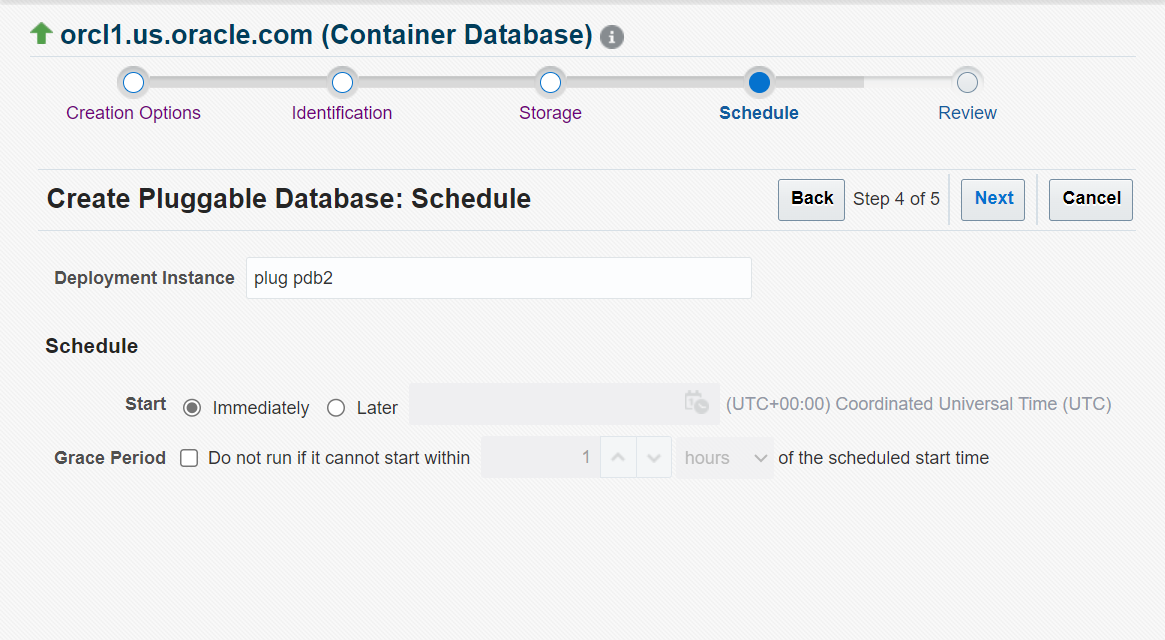 orcl1.us.oracle.com (Container Database)
Creation Options Identification Storage Schedule Review
Create Pluggable Database: Schedule Back Step 4 of 5 Next Cancel
Deployment Instance plug pdb2
Schedule
Start Immediately Later (UTC+00:00) Coordinated Universal Time (UTC)
Grace Period Do not run if it cannot start within 1 hours of the scheduled start time